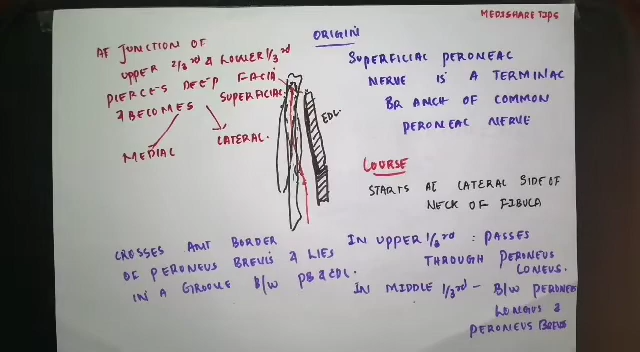 MEDISHARE TIPS
ORIGIN
SUPERFICIAL PERONEAL
NERVE IS A TERMINAL
BRANCH OF COMMON
PERONEAL NERVE
AT JUNCTION OF
UPPER 2/3rd & LOWER 1/3rd
PIERCES DEEP FACIA
& BECOMES SUPERFICIAL
MEDIAL
LATERAL.
EDL.
COURSE
STARTS AT LATERAL SIDE OF
NECK OF FIBULA
IN UPPER 1/3rd : PASSES
THROUGH PERONEUS
LONGUS.
IN MIDDLE 1/3rd - B/W PERONEUS
LONGUS &
PERONEUS BREVIS
CROSSES ANT BORDER
OF PERONEUS BREVIS & LIES
IN A GROOVE B/W PB & EDL.